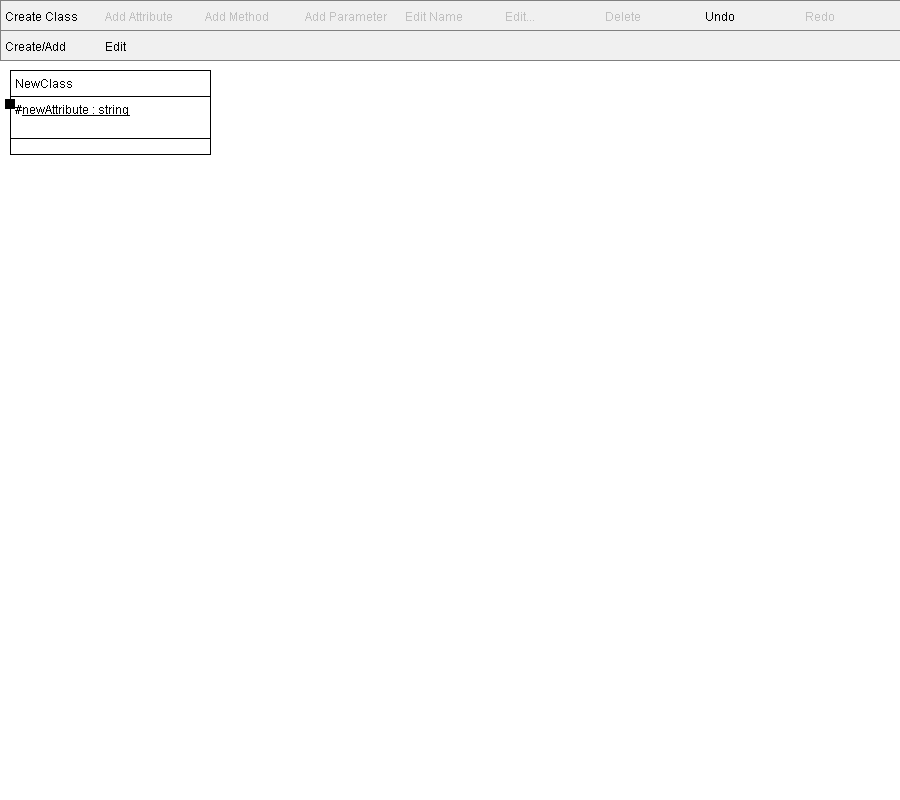 Create Class Add Attribute Add Method Add Parameter Edit Name Edit... Delete Undo Redo
Create/Add Edit
NewClass
#newAttribute : string